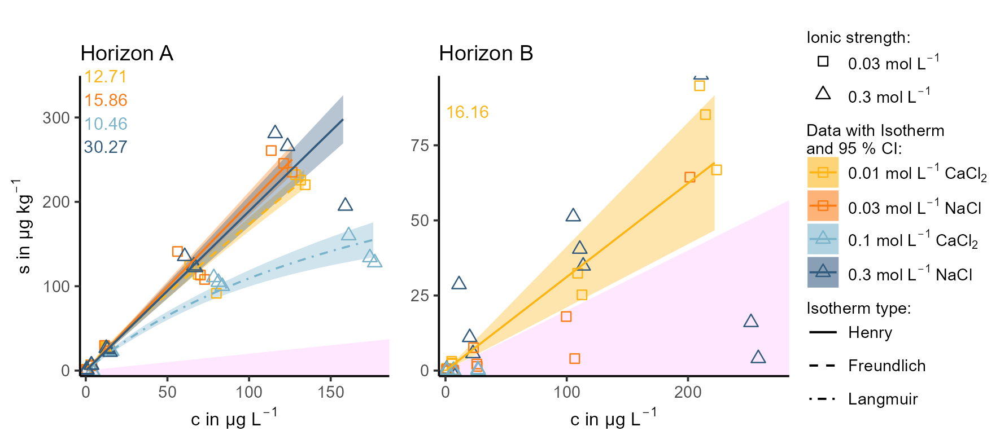 Horizon A
12.71
15.86
10.46
30.27
300
200
100
0
0
50
100
150
s in µg kg⁻¹
c in µg L⁻¹
Horizon B
16.16
75
50
25
0
0
100
200
c in µg L⁻¹
Ionic strength:
0.03 mol L⁻¹
0.3 mol L⁻¹
Data with Isotherm
and 95 % CI:
0.01 mol L⁻¹ CaCl₂
0.03 mol L⁻¹ NaCl
0.1 mol L⁻¹ CaCl₂
0.3 mol L⁻¹ NaCl
Isotherm type:
Henry
Freundlich
Langmuir